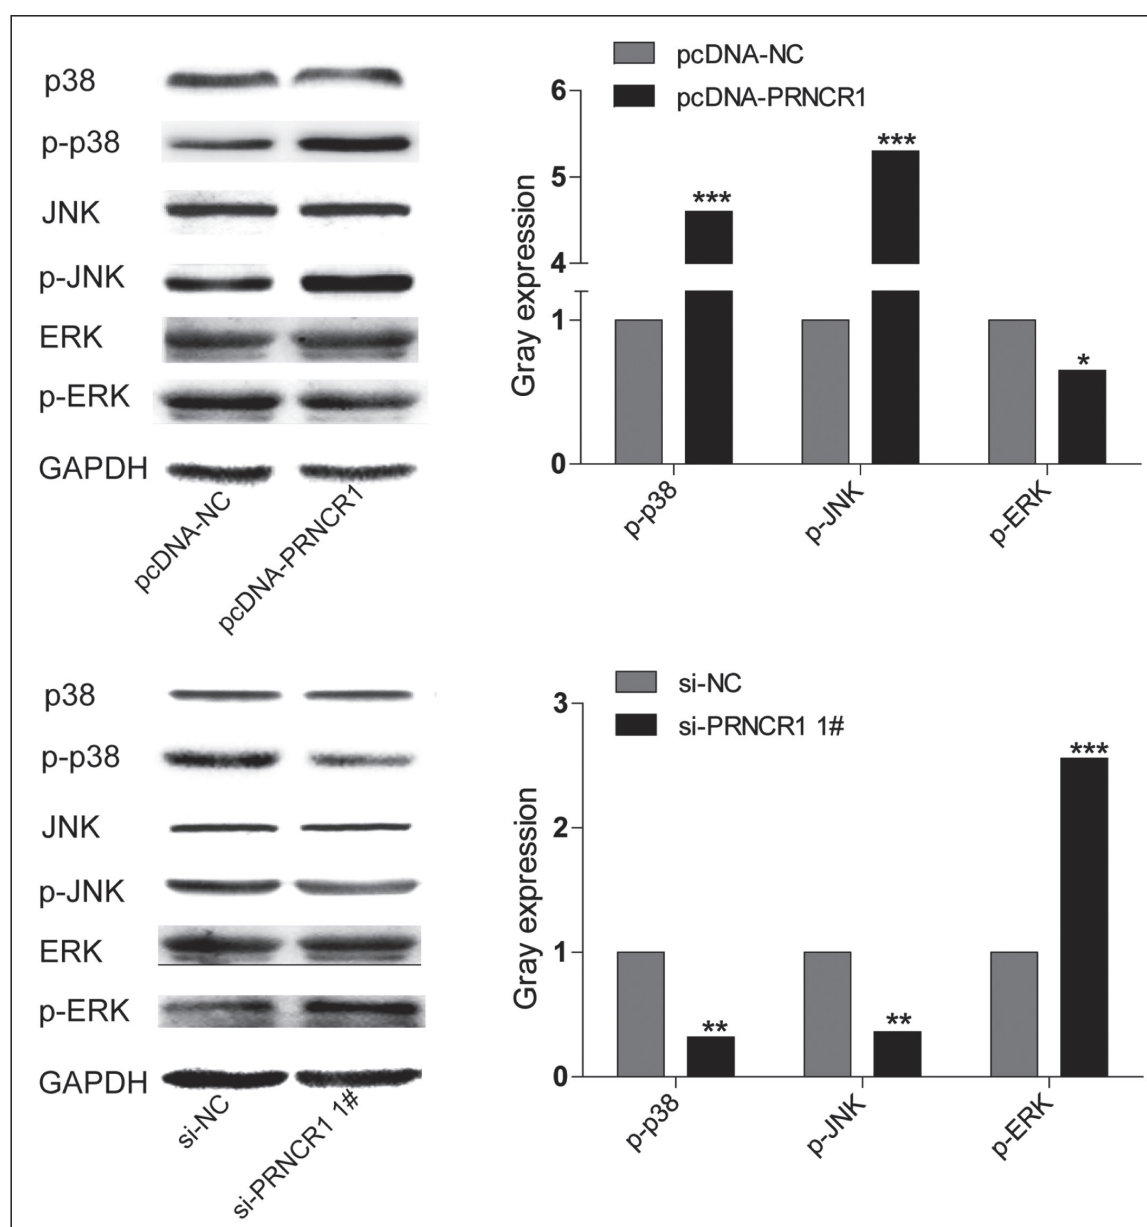 p38
p-p38
JNK
p-JNK
ERK
p-ERK
GAPDH
pcDNA-NC
pcDNA-PRNCR1
pcDNA-NC
pcDNA-PRNCR1
Gray expression
6
5
4
1
0
***
***
*
p-p38
p-JNK
p-ERK
p38
p-p38
JNK
p-JNK
ERK
p-ERK
GAPDH
si-NC
si-PRNCR1 1#
si-NC
si-PRNCR1 1#
Gray expression
3
2
1
0
**
**
***
p-p38
p-JNK
p-ERK